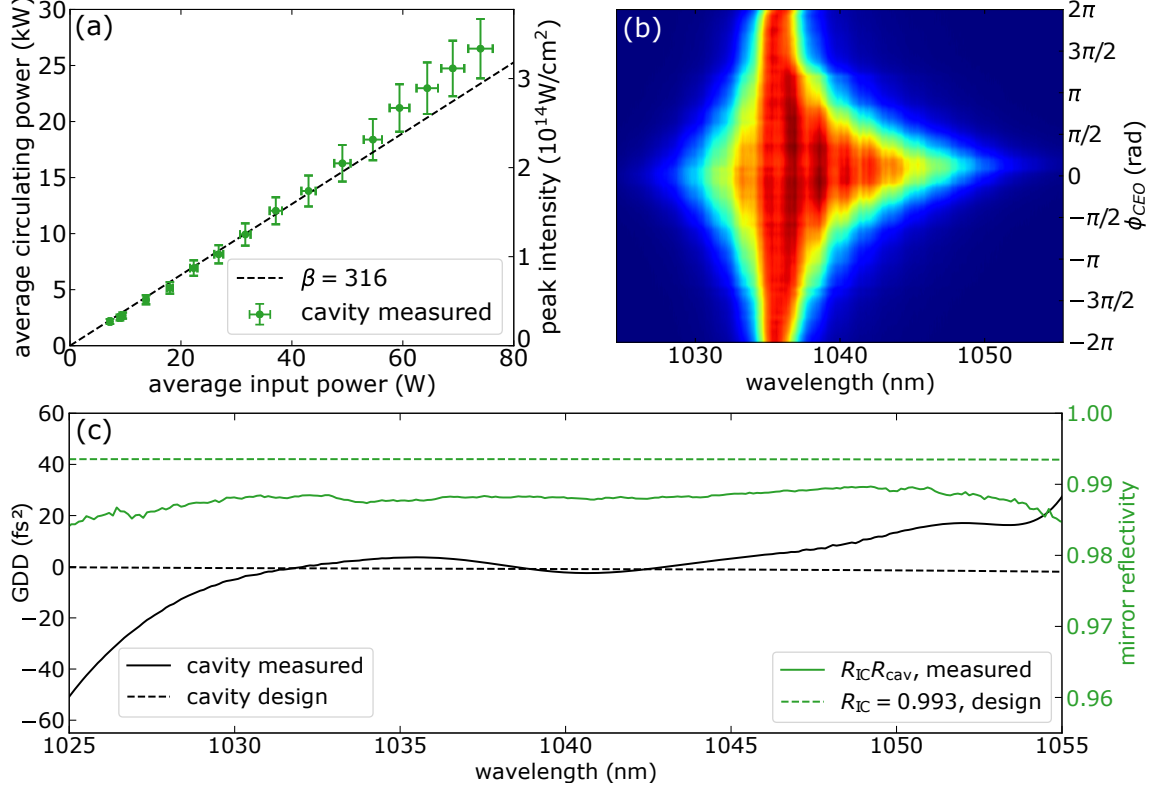 (a)
30
25
20
15
10
5
0
average circulating power (kW)
0
20
40
60
80
average input power (W)
3
2
1
0
peak intensity (10¹⁴W/cm²)
β = 316
cavity measured
(b)
1030
1040
1050
wavelength (nm)
2π
3π/2
π
π/2
0
−π/2
−π
−3π/2
−2π
ϕCEO (rad)
(c)
60
40
20
0
−20
−40
−60
GDD (fs²)
1025
1030
1035
1040
1045
1050
1055
wavelength (nm)
1.00
0.99
0.98
0.97
0.96
mirror reflectivity
cavity measured
cavity design
RICRcav, measured
RIC = 0.993, design